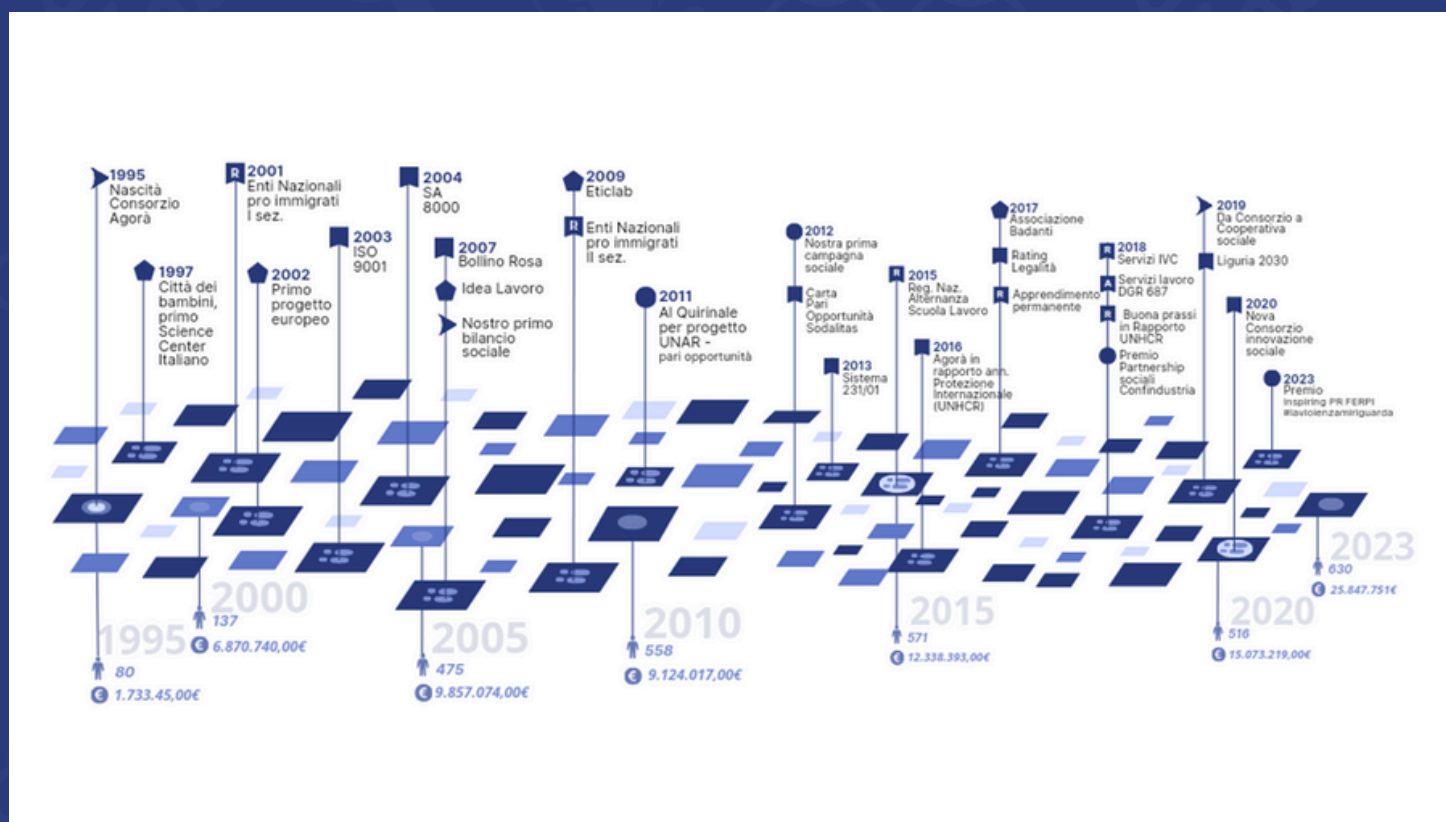 1995
Nascità
Consorzio
Agorà
1997
Città dei
bambini,
primo
Science
Center
Italiano
R
2001
Enti Nazionali
pro immigrati
I sez.
2002
Primo
progetto
europeo
2003
ISO
9001
2004
SA
8000
2007
Bollino Rosa
Idea Lavoro
Nostro primo
bilancio
sociale
2009
Eticlab
R
Enti Nazionali
pro immigrati
II sez.
2011
Al Quirinale
per progetto
UNAR -
pari opportunità
2012
Nostra prima
campagna
sociale
Carta
Pari
Opportunità
Sodalitas
2013
Sistema
231/01
R
2015
Reg. Naz.
Alternanza
Scuola Lavoro
2016
Agorà in
rapporto ann.
Protezione
Internazionale
(UNHCR)
2017
Associazione
Badanti
Rating
Legalità
R
Apprendimento
permanente
R
2018
Servizi IVC
A
Servizi lavoro
DGR 687
R
Buona prassi
in Rapporto
UNHCR
Premio
Partnership
sociali
Confindustria
2019
Da Consorzio a
Cooperativa
sociale
Liguria 2030
2020
Nova
Consorzio
innovazione
sociale
2023
Premio
Inspiring PR FERPI
#laviolenzamiriguarda
1995
80
€ 1.733.45,00€
2000
137
€ 6.870.740,00€
2005
475
€ 9.857.074,00€
2010
558
€ 9.124.017,00€
2015
571
€ 12.338.393,00€
2020
516
€ 15.073.219,00€
2023
630
€ 25.847.751€